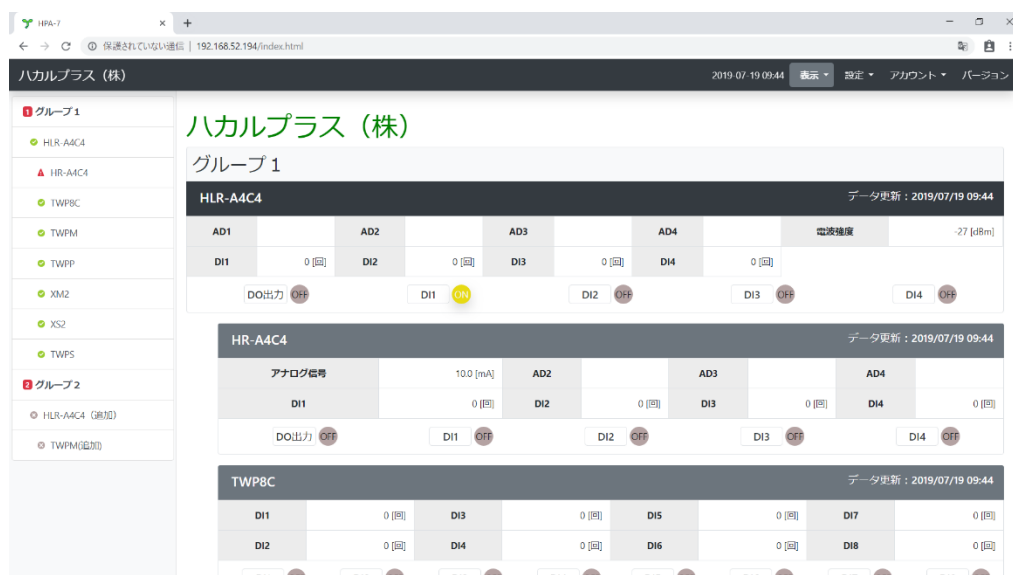 HPA-7
保護されていない通信 | 192.168.52.194/index.html
ハカルプラス（株） 2019-07-19 09:44 表示 設定 アカウント バージョン
1 グループ 1
HLR-A4C4
HR-A4C4
TWP8C
TWPM
TWPP
XM2
XS2
TWPS
2 グループ 2
HLR-A4C4（追加）
TWPM(追加)
ハカルプラス（株）
グループ 1
HLR-A4C4 データ更新：2019/07/19 09:44
AD1 AD2 AD3 AD4 電波強度 -27 [dBm]
DI1 0 [回] DI2 0 [回] DI3 0 [回] DI4 0 [回]
DO出力 OFF DI1 ON DI2 OFF DI3 OFF DI4 OFF
HR-A4C4 データ更新：2019/07/19 09:44
アナログ信号 10.0 [mA] AD2 AD3 AD4
DI1 0 [回] DI2 0 [回] DI3 0 [回] DI4 0 [回]
DO出力 OFF DI1 OFF DI2 OFF DI3 OFF DI4 OFF
TWP8C データ更新：2019/07/19 09:44
DI1 0 [回] DI3 0 [回] DI5 0 [回] DI7 0 [回]
DI2 0 [回] DI4 0 [回] DI6 0 [回] DI8 0 [回]